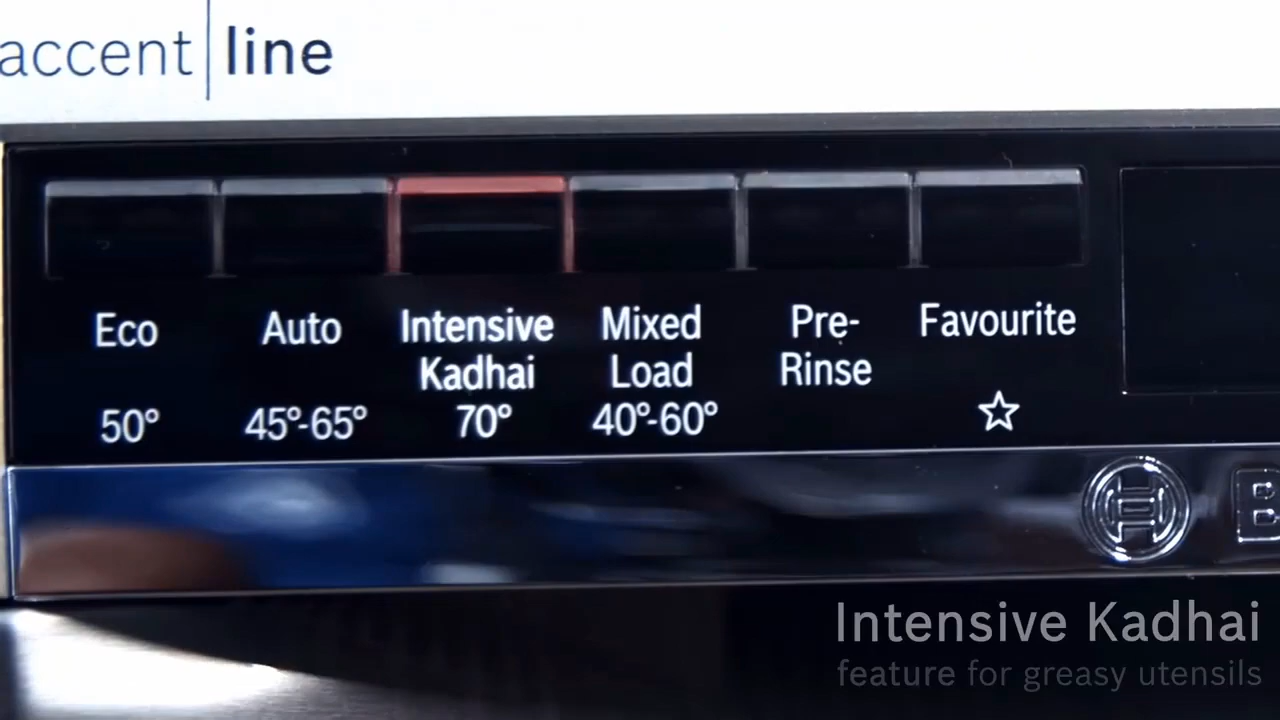 accent line
Eco
50°
Auto
45°-65°
Intensive
Kadhai
70°
Mixed
Load
40°-60°
Pre-
Rinse
Favourite
B
Intensive Kadhai
feature for greasy utensils